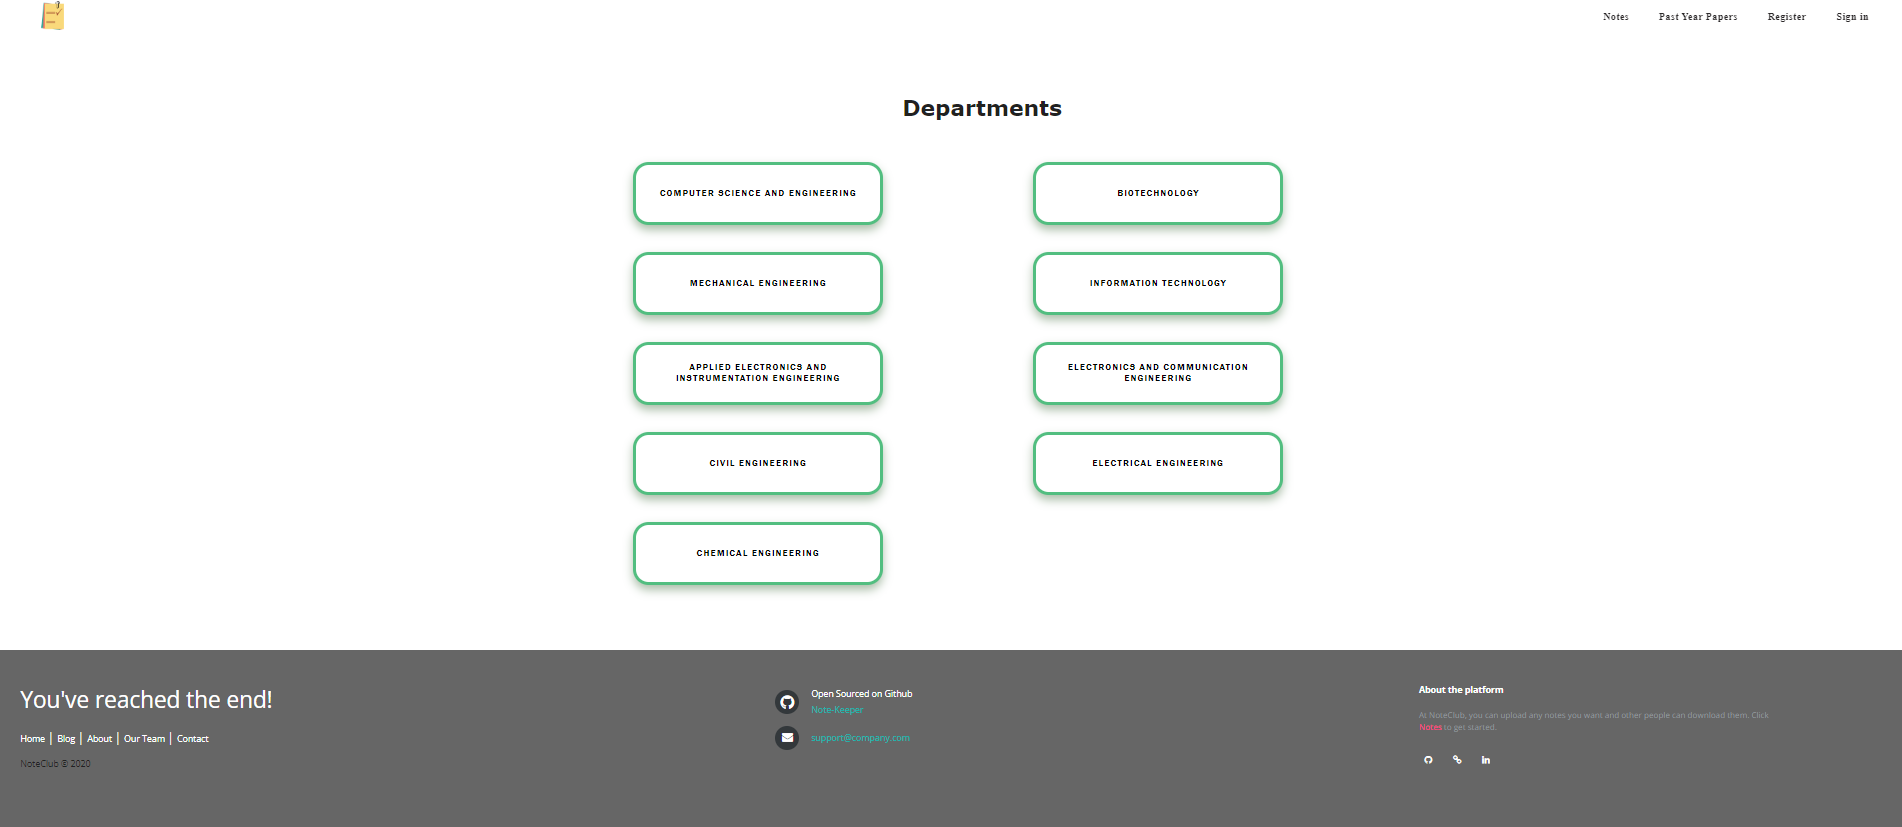 Notes
Past Year Papers
Register
Sign in
Departments
COMPUTER SCIENCE AND ENGINEERING
BIOTECHNOLOGY
MECHANICAL ENGINEERING
INFORMATION TECHNOLOGY
APPLIED ELECTRONICS AND
INSTRUMENTATION ENGINEERING
ELECTRONICS AND COMMUNICATION
ENGINEERING
CIVIL ENGINEERING
ELECTRICAL ENGINEERING
CHEMICAL ENGINEERING
You've reached the end!
Home | Blog | About | Our Team | Contact
NoteClub © 2020
Open Sourced on Github
Note-Keeper
support@company.com
About the platform
At NoteClub, you can upload any notes you want and other people can download them. Click
Notes to get started.